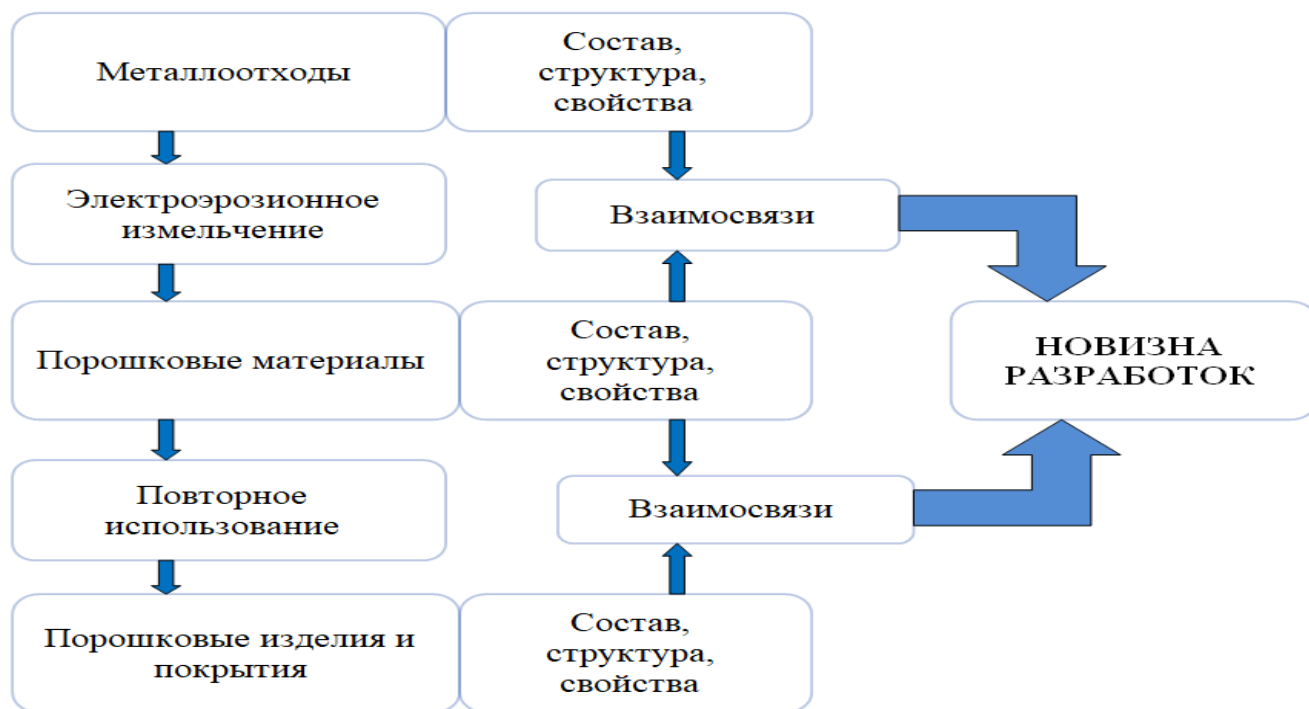 Металлоотходы
Состав,
структура,
свойства
Электроэрозионное
измельчение
Взаимосвязи
Порошковые материалы
Состав,
структура,
свойства
НОВИЗНА
РАЗРАБОТОК
Повторное
использование
Взаимосвязи
Порошковые изделия и
покрытия
Состав,
структура,
свойства